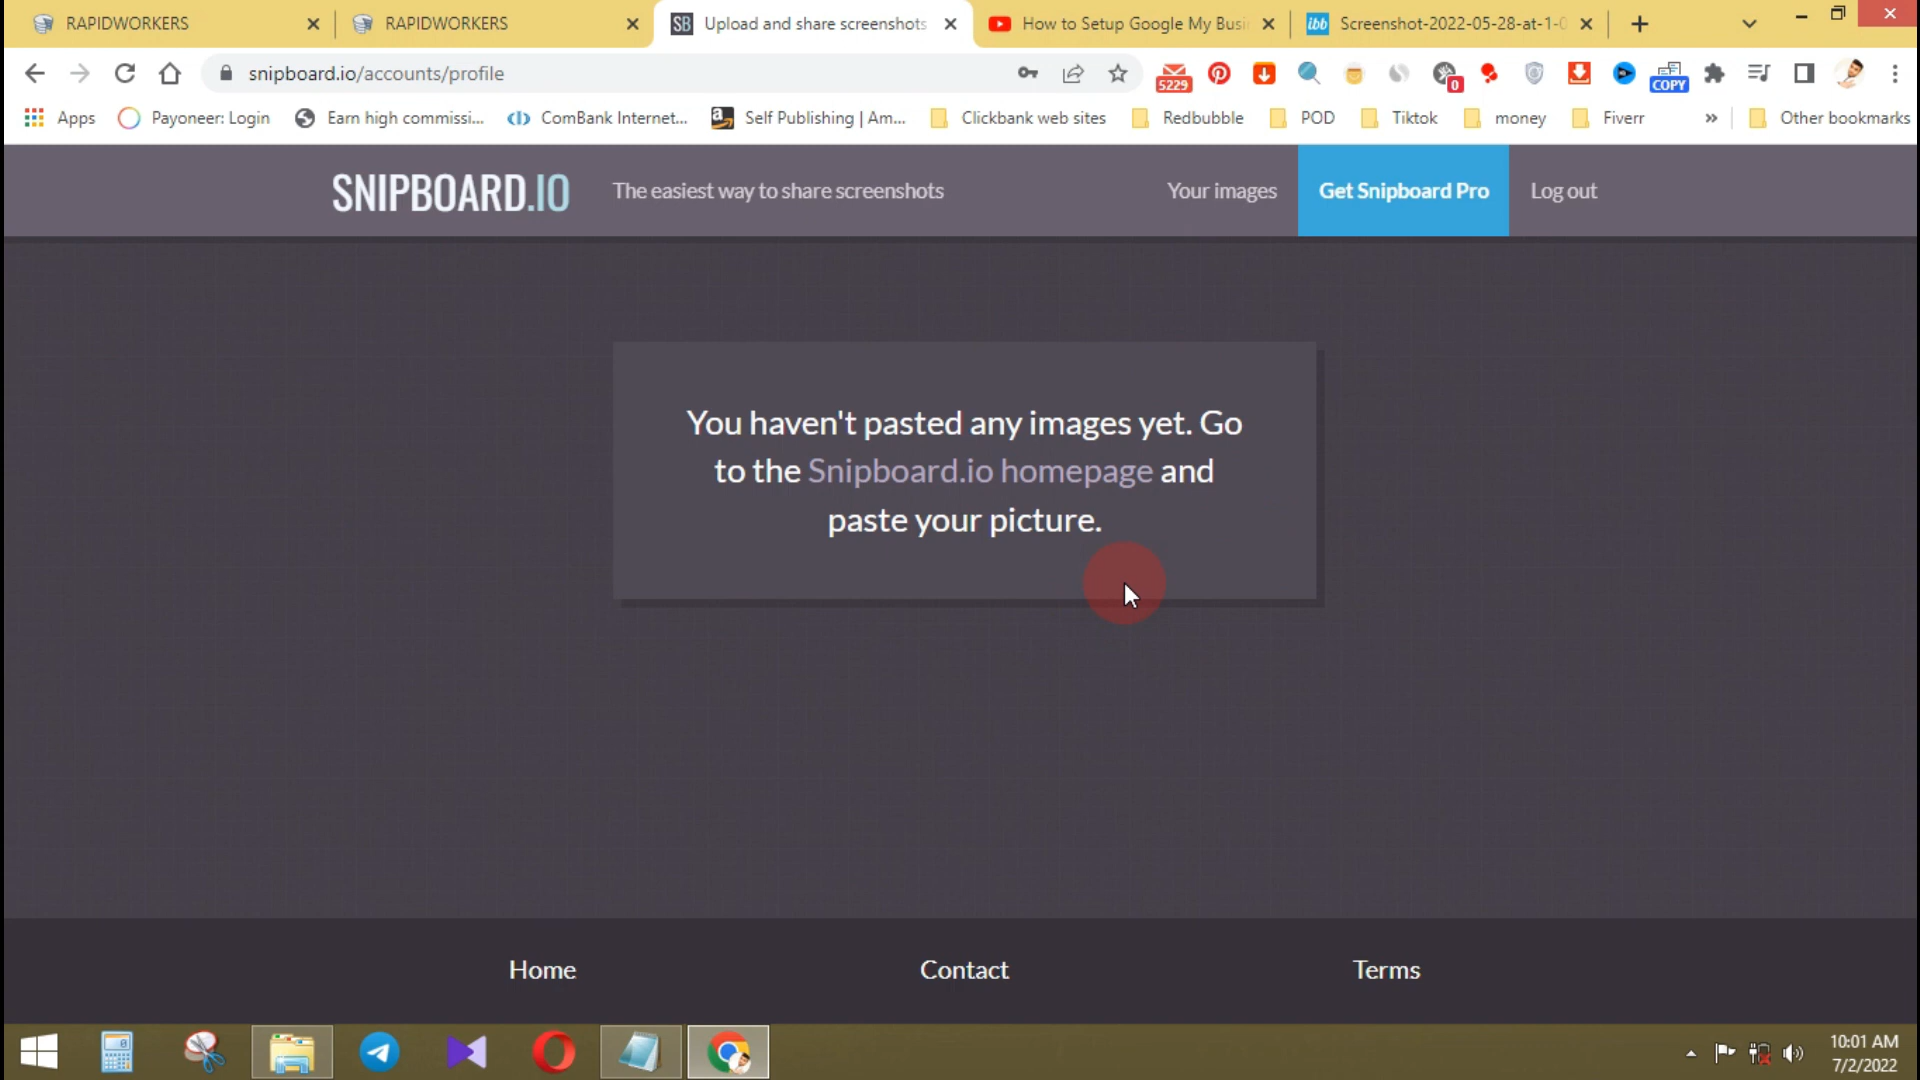 RAPIDWORKERS
RAPIDWORKERS
SB Upload and share screenshots
How to Setup Google My Busi
ibb Screenshot-2022-05-28-at-1-0
snipboard.io/accounts/profile
5229
0
COPY
Apps
Payoneer: Login
Earn high commissi...
ComBank Internet...
Self Publishing | Am...
Clickbank web sites
Redbubble
POD
Tiktok
money
Fiverr
»
Other bookmarks
SNIPBOARD.IO
The easiest way to share screenshots
Your images
Get Snipboard Pro
Log out
You haven't pasted any images yet. Go
to the Snipboard.io homepage and
paste your picture.
Home
Contact
Terms
10:01 AM
7/2/2022